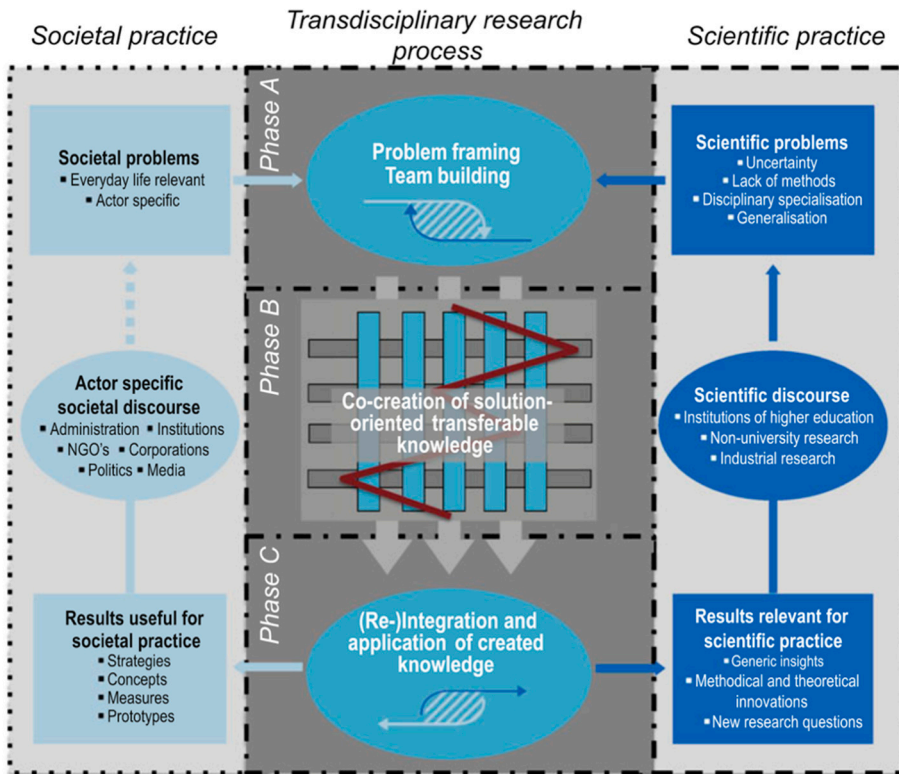 Societal practice
Transdisciplinary research
process
Scientific practice
Phase A
Societal problems
▪ Everyday life relevant
▪ Actor specific
Problem framing
Team building
Scientific problems
▪ Uncertainty
▪ Lack of methods
▪ Disciplinary specialisation
▪ Generalisation
Phase B
Actor specific
societal discourse
▪ Administration ▪ Institutions
▪ NGO's ▪ Corporations
▪ Politics ▪ Media
Co-creation of solution-
oriented transferable
knowledge
Scientific discourse
▪ Institutions of higher education
▪ Non-university research
▪ Industrial research
Phase C
Results useful for
societal practice
▪ Strategies
▪ Concepts
▪ Measures
▪ Prototypes
(Re-)Integration and
application of created
knowledge
Results relevant for
scientific practice
▪ Generic insights
▪ Methodical and theoretical
innovations
▪ New research questions